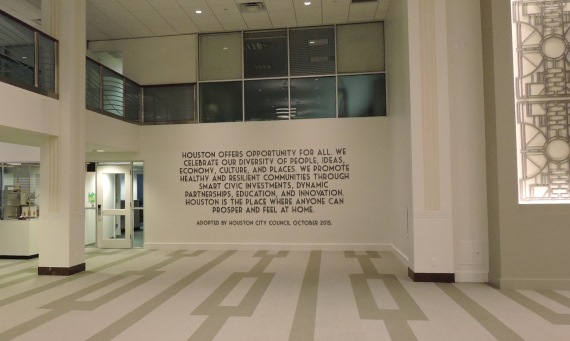 HOUSTON OFFERS OPPORTUNITY FOR ALL. WE
CELEBRATE OUR DIVERSITY OF PEOPLE, IDEAS,
ECONOMY, CULTURE, AND PLACES. WE PROMOTE
HEALTHY AND RESILIENT COMMUNITIES THROUGH
SMART CIVIC INVESTMENTS, DYNAMIC
PARTNERSHIPS, EDUCATION, AND INNOVATION.
HOUSTON IS THE PLACE WHERE ANYONE CAN
PROSPER AND FEEL AT HOME.
ADOPTED BY HOUSTON CITY COUNCIL OCTOBER 2015.